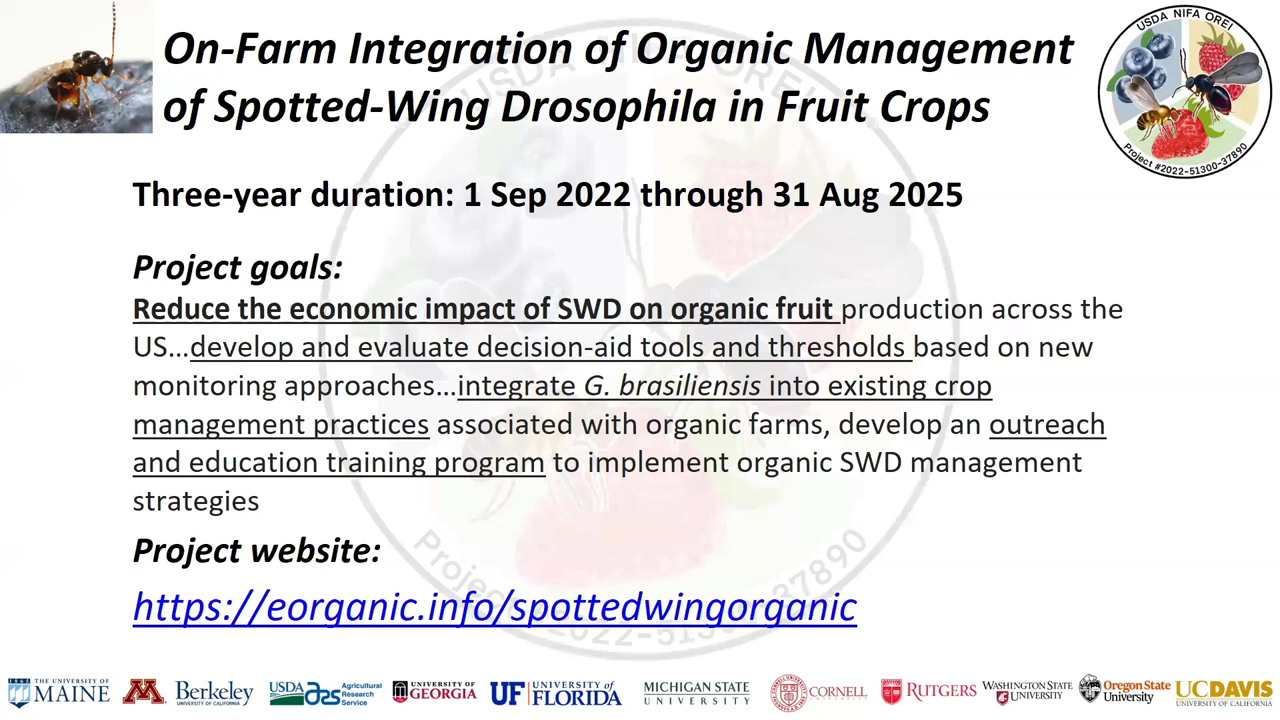 On-Farm Integration of Organic Management
of Spotted-Wing Drosophila in Fruit Crops
USDA NIFA OREI
Project #2022-51300-37890
Three-year duration: 1 Sep 2022 through 31 Aug 2025
Project goals:
Reduce the economic impact of SWD on organic fruit production across the
US...develop and evaluate decision-aid tools and thresholds based on new
monitoring approaches...integrate G. brasiliensis into existing crop
management practices associated with organic farms, develop an outreach
and education training program to implement organic SWD management
strategies
Project website:
https://eorganic.info/spottedwingorganic
THE UNIVERSITY OF
MAINE
M
Berkeley
UNIVERSITY OF CALIFORNIA
USDA
ars
Agricultural
Research
Service
UNIVERSITY OF
GEORGIA
UF UNIVERSITY of
FLORIDA
MICHIGAN STATE
UNIVERSITY
CORNELL
RUTGERS
WASHINGTON STATE
UNIVERSITY
Oregon State
University
UCDAVIS
UNIVERSITY OF CALIFORNIA